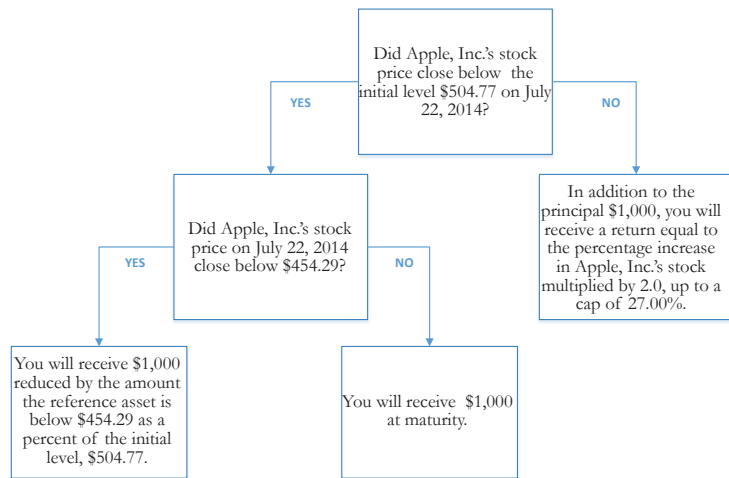 Did Apple, Inc.'s stock
price close below the
initial level $504.77 on July
22, 2014?
YES
NO
Did Apple, Inc.'s stock
price on July 22, 2014
close below $454.29?
In addition to the
principal $1,000, you will
receive a return equal to
the percentage increase
in Apple, Inc.'s stock
multiplied by 2.0, up to a
cap of 27.00%.
YES
NO
You will receive $1,000
reduced by the amount
the reference asset is
below $454.29 as a
percent of the initial
level, $504.77.
You will receive $1,000
at maturity.